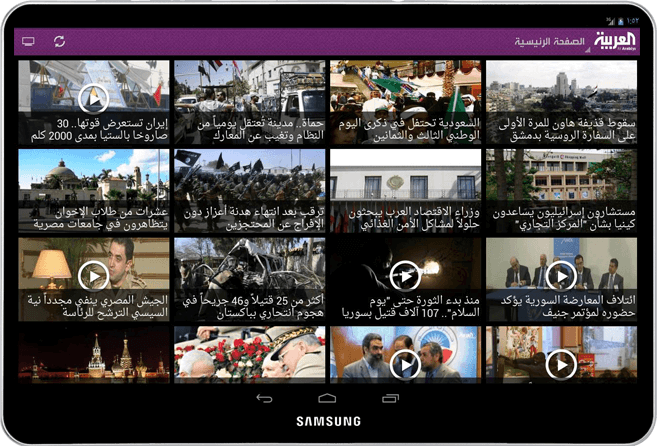 3G ١:٥٢
العربية
Al Arabiya
الصفحة الرئيسية
سقوط قذيفة هاون للمرة الأولى
على السفارة الروسية بدمشق
السعودية تحتفل في ذكرى اليوم
الوطني الثالث والثمانين
حماة.. مدينة تُعتقل يومياً من
النظام وتغيب عن المعارك
إيران تستعرض قوتها.. 30
صاروخا بالستيا بمدى 2000 كلم
مستشارون إسرائيليون يساعدون
كينيا بشأن "المركز التجاري"
وزراء الاقتصاد العرب يبحثون
حلولاً لمشاكل الأمن الغذائي
ترقب بعد انتهاء هدنة أعزاز دون
الإفراج عن المحتجزين
عشرات من طلاب الإخوان
يتظاهرون في جامعات مصرية
ائتلاف المعارضة السورية يؤكد
حضوره لمؤتمر جنيف
منذ بدء الثورة حتى "يوم
السلام".. 107 آلاف قتيل بسوريا
أكثر من 25 قتيلاً و46 جريحاً في
هجوم انتحاري بباكستان
الجيش المصري ينفي مجدداً نية
السيسي الترشح للرئاسة
SAMSUNG